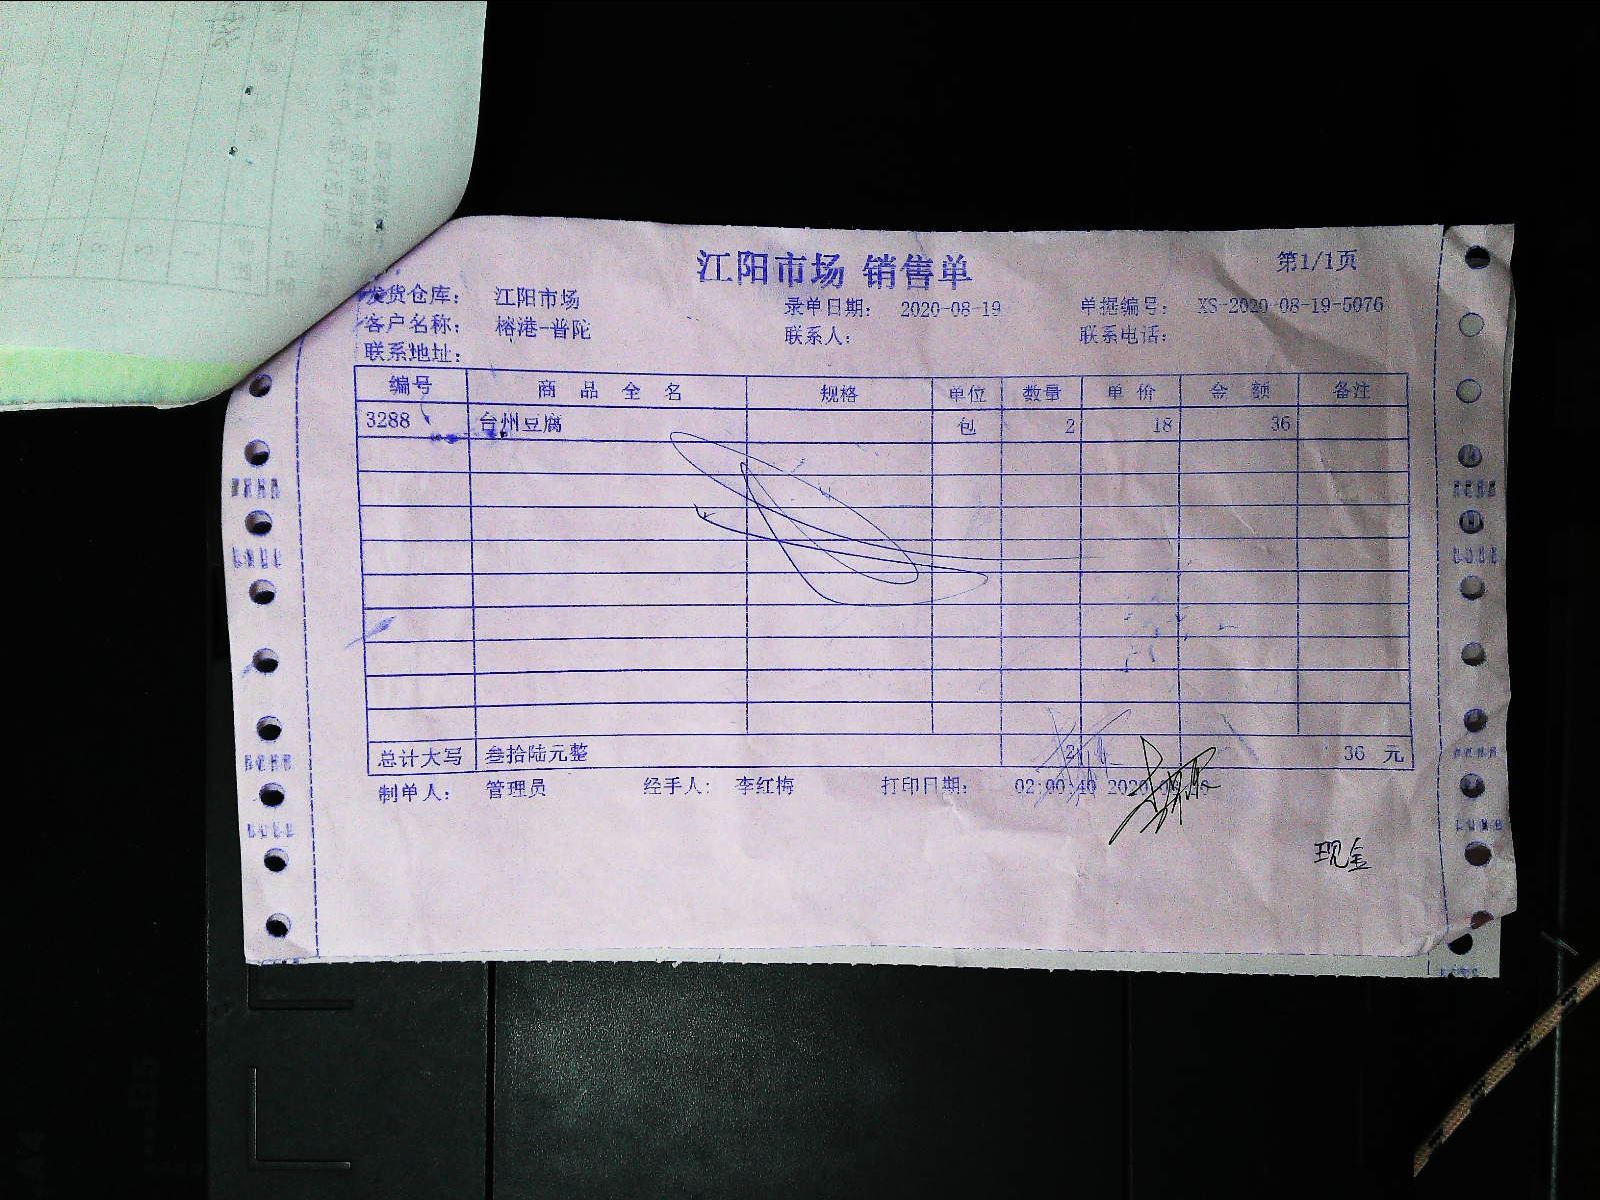 江阳市场 销售单
第1/1页
发货仓库: 江阳市场 录单日期: 2020-08-19 单据编号: XS-2020-08-19-5076
客户名称: 榕港-普陀 联系人: 联系电话:
联系地址:
编号 商品全名 规格 单位 数量 单价 金额 备注
3288 台州豆腐 包 2 18 36
总计大写 叁拾陆元整 2 36 元
制单人: 管理员 经手人: 李红梅 打印日期: 02:00:40 2020
现金